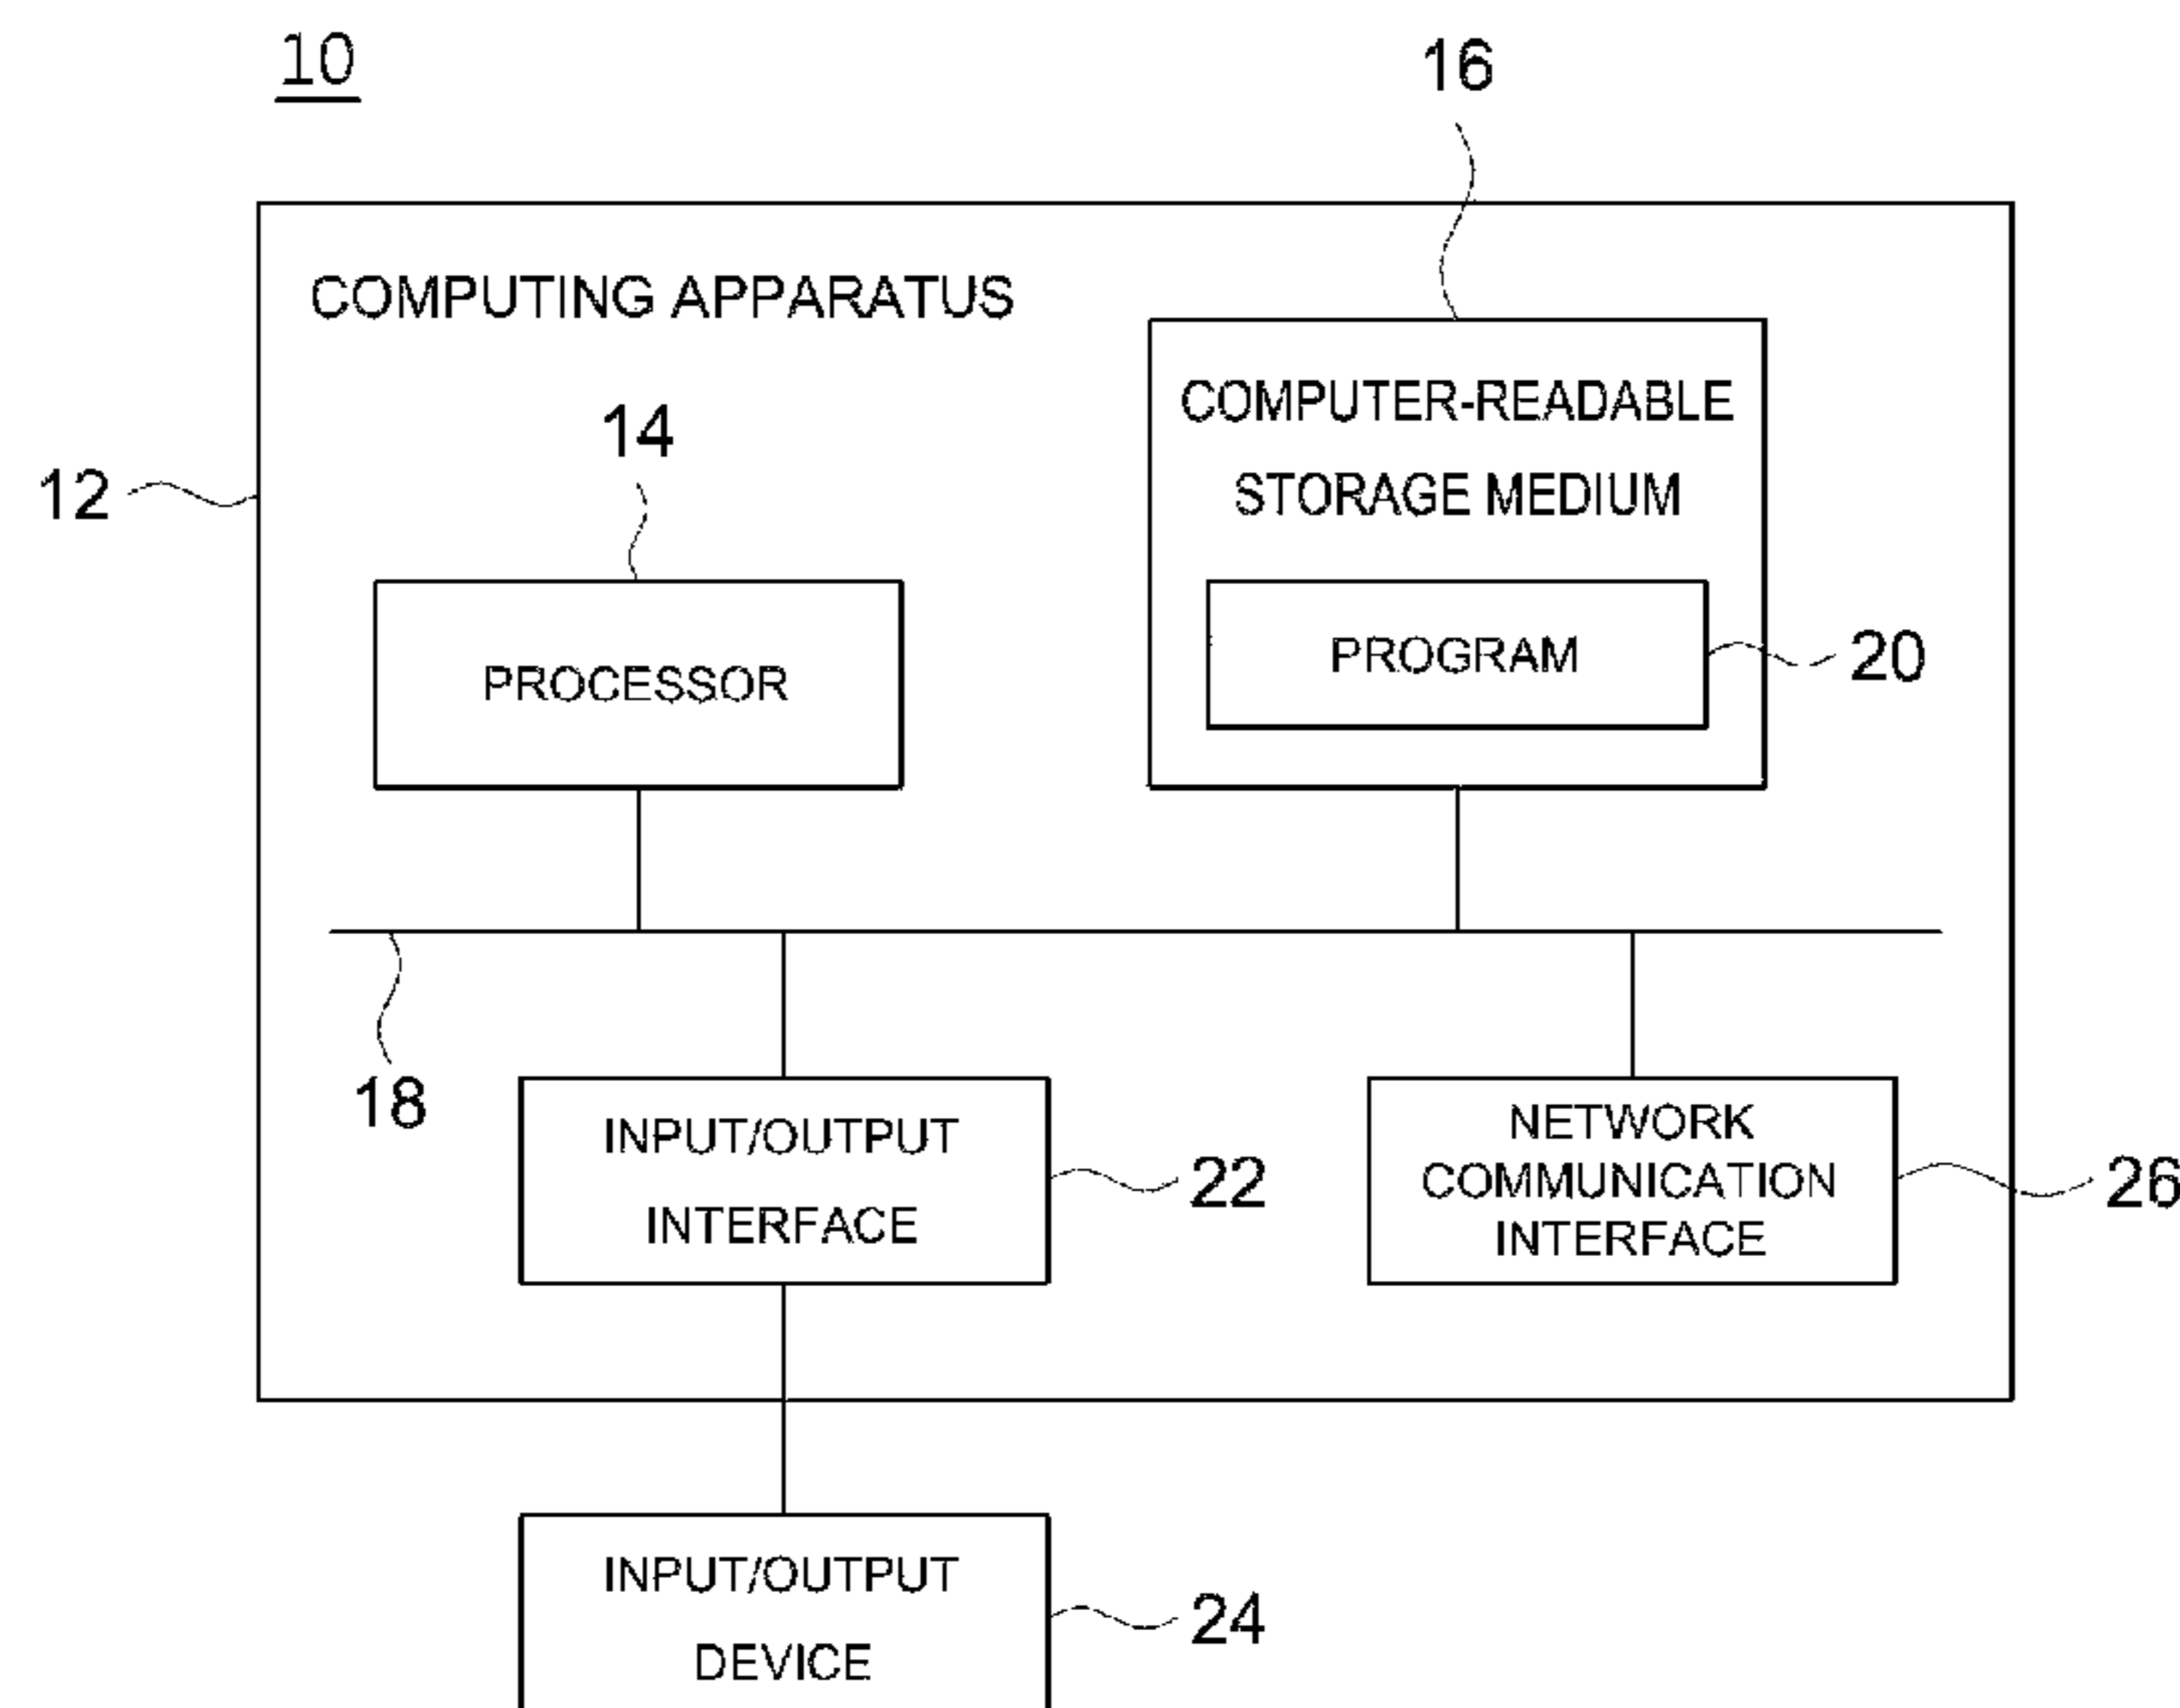 10
16
COMPUTING APPARATUS
COMPUTER-READABLE
STORAGE MEDIUM
14
12
PROCESSOR
PROGRAM
20
18
INPUT/OUTPUT
INTERFACE
22
NETWORK
COMMUNICATION
INTERFACE
26
INPUT/OUTPUT
DEVICE
24